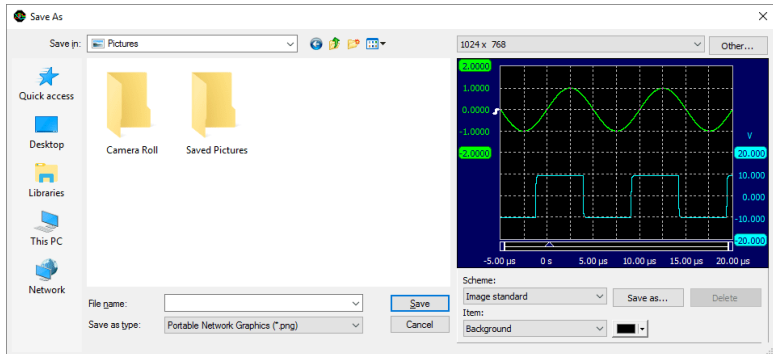 Save As
Save in: Pictures
1024 x 768
Other...
Quick access
Desktop
Libraries
This PC
Network
Camera Roll
Saved Pictures
File name:
Save
Save as type: Portable Network Graphics (*.png)
Cancel
2.0000
1.0000
0.0000
-1.0000
-2.0000
V
20.000
10.000
0.000
-10.000
-20.000
-5.00 µs 0 s 5.00 µs 10.00 µs 15.00 µs 20.00 µs
Scheme:
Image standard
Save as...
Delete
Item:
Background